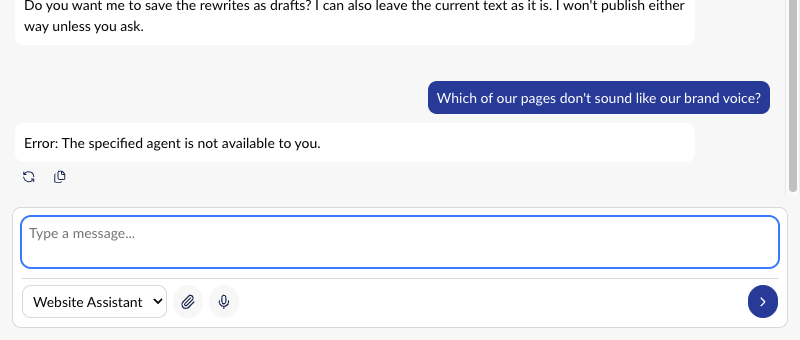 Do you want me to save the rewrites as drafts? I can also leave the current text as it is. I won't publish either
way unless you ask.
Which of our pages don't sound like our brand voice?
Error: The specified agent is not available to you.
Type a message...
Website Assistant